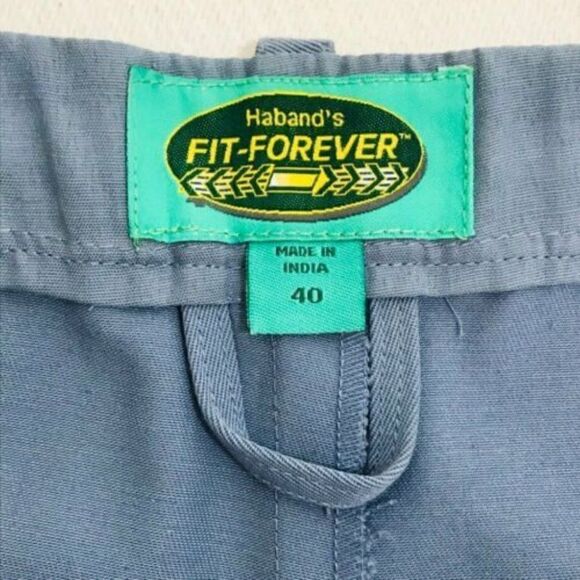 Haband's
FIT-FOREVER™
MADE IN
INDIA
40